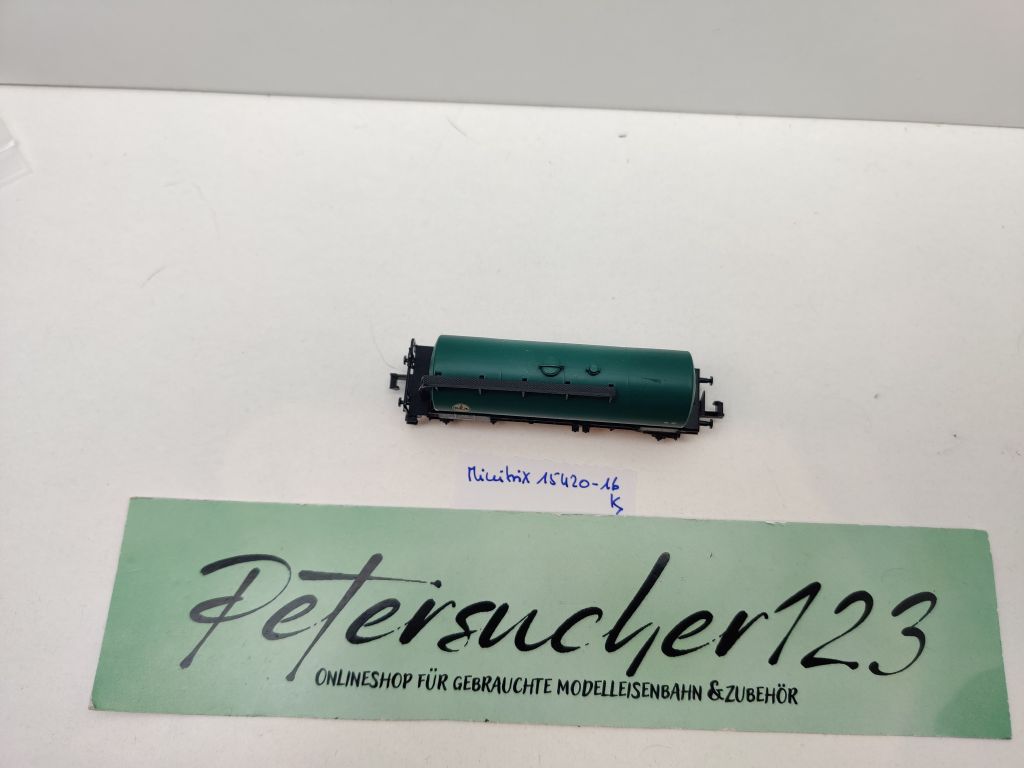 Minitrix 15420-16
K
Petersucher123
ONLINESHOP FÜR GEBRAUCHTE MODELLEISENBAHN & ZUBEHÖR